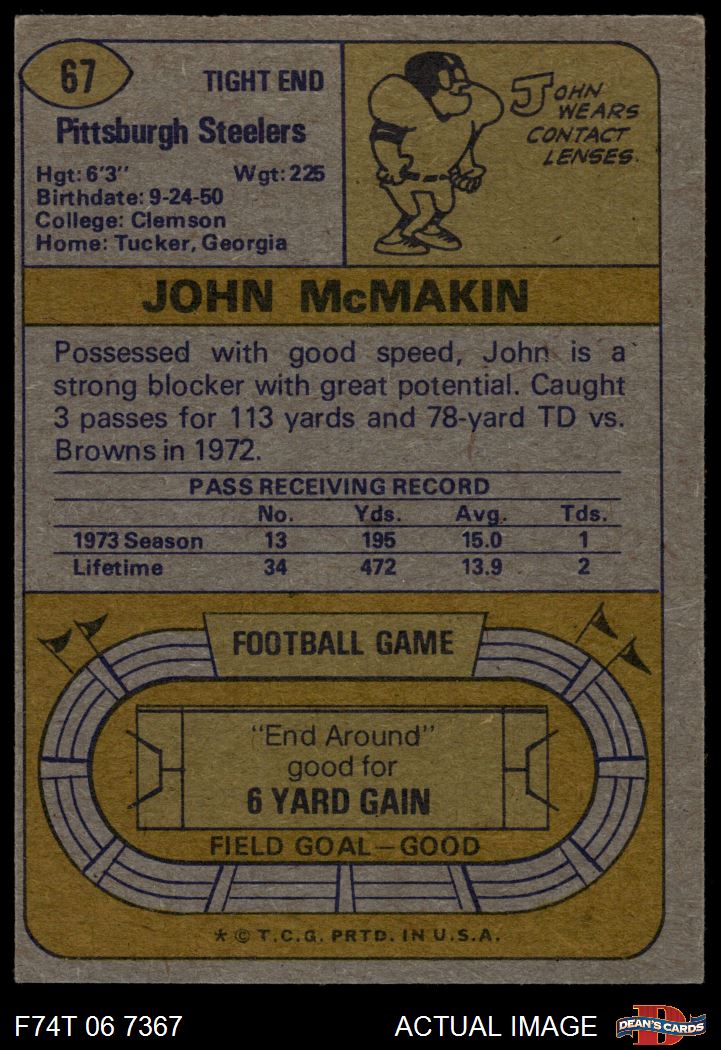 67
TIGHT END
Pittsburgh Steelers
Hgt: 6'3" Wgt: 225
Birthdate: 9-24-50
College: Clemson
Home: Tucker, Georgia
JOHN
WEARS
CONTACT
LENSES.
JOHN McMAKIN
Possessed with good speed, John is a
strong blocker with great potential. Caught
3 passes for 113 yards and 78-yard TD vs.
Browns in 1972.
PASS RECEIVING RECORD
No. Yds. Avg. Tds.
1973 Season 13 195 15.0 1
Lifetime 34 472 13.9 2
FOOTBALL GAME
"End Around"
good for
6 YARD GAIN
FIELD GOAL—GOOD
* © T.C.G. PRTD. IN U.S.A.
F74T 06 7367 ACTUAL IMAGE
D
DEAN'S CARDS